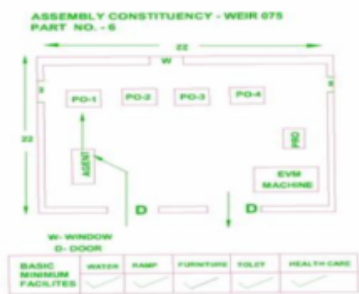 ASSEMBLY CONSTITUENCY - WEIR 075
PART NO. - 6
22
W
PO-1 PO-2 PO-3 PO-4
22
AGENT
PRO
EVM
MACHINE
D D
W- WINDOW
D- DOOR
BASIC
MINIMUM
FACILITES
WATER RAMP FURNITURE TOLET HEALTH CARE